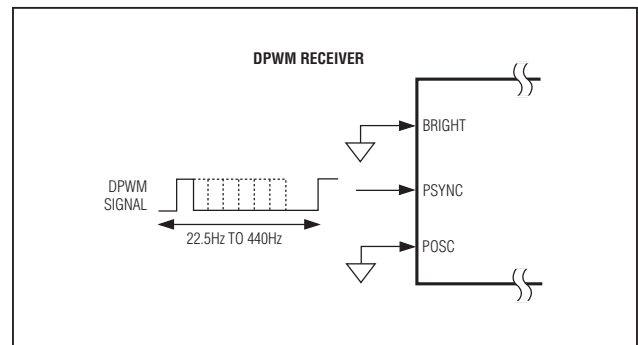 DPWM RECEIVER
BRIGHT
DPWM
SIGNAL
PSYNC
22.5Hz TO 440Hz
POSC